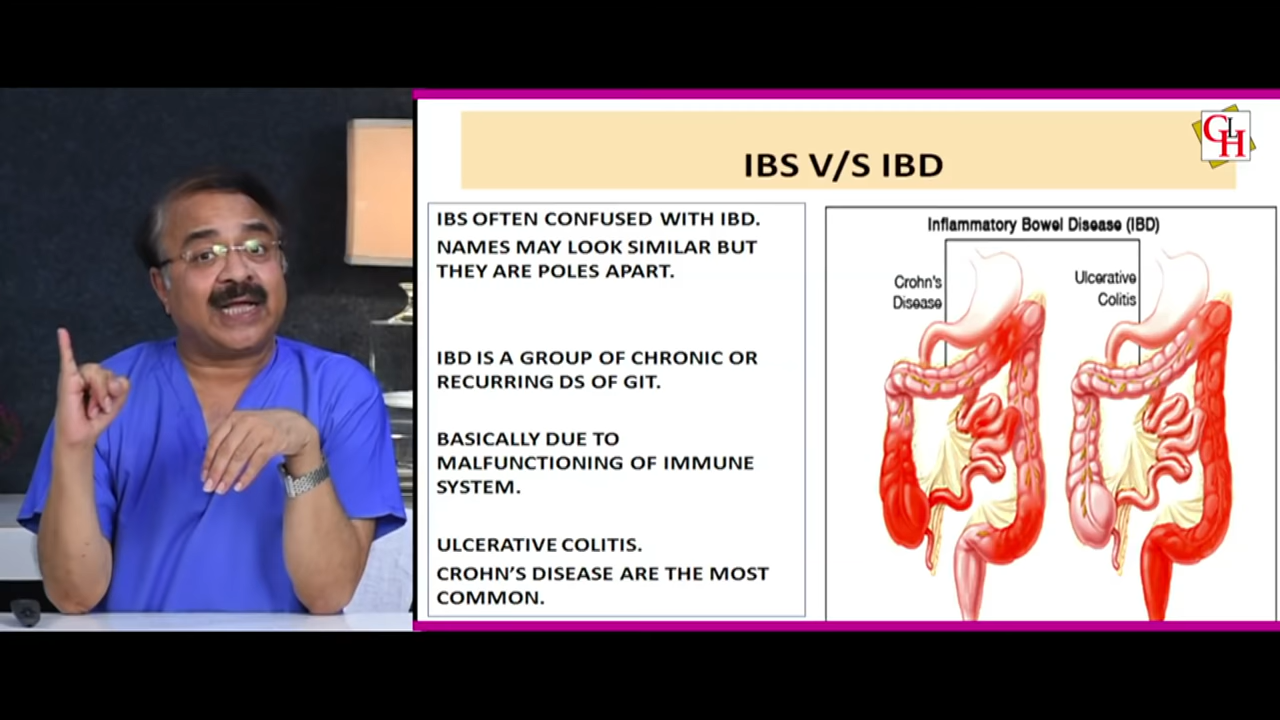 IBS V/S IBD
GLH
IBS OFTEN CONFUSED WITH IBD.
NAMES MAY LOOK SIMILAR BUT
THEY ARE POLES APART.
IBD IS A GROUP OF CHRONIC OR
RECURRING DS OF GIT.
BASICALLY DUE TO
MALFUNCTIONING OF IMMUNE
SYSTEM.
ULCERATIVE COLITIS.
CROHN'S DISEASE ARE THE MOST
COMMON.
Inflammatory Bowel Disease (IBD)
Crohn's
Disease
Ulcerative
Colitis